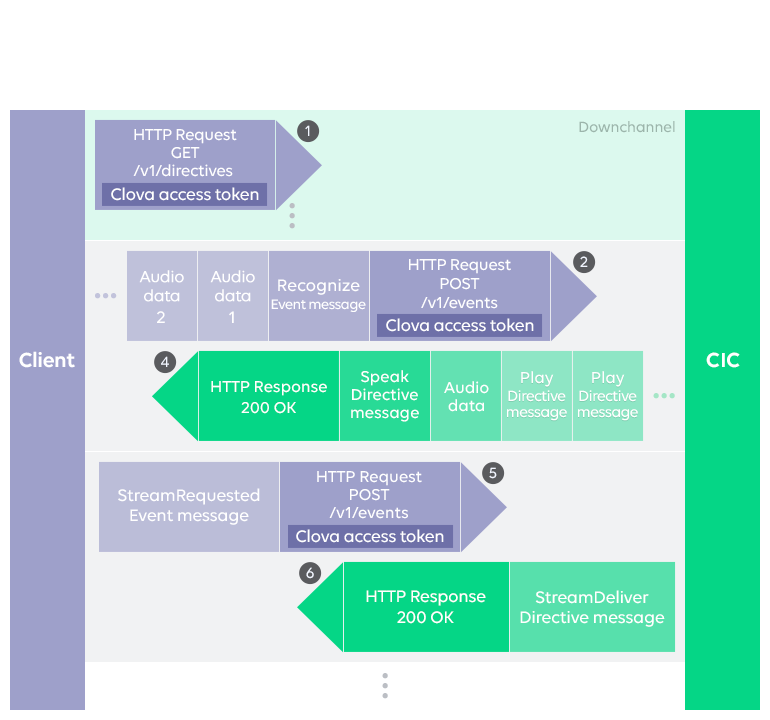 Downchannel
1
HTTP Request
GET
/v1/directives
Clova access token
2
Audio
data
2
Audio
data
1
Recognize
Event message
HTTP Request
POST
/v1/events
Clova access token
Client
CIC
4
HTTP Response
200 OK
Speak
Directive
message
Audio
data
Play
Directive
message
Play
Directive
message
5
StreamRequested
Event message
HTTP Request
POST
/v1/events
Clova access token
6
HTTP Response
200 OK
StreamDeliver
Directive message